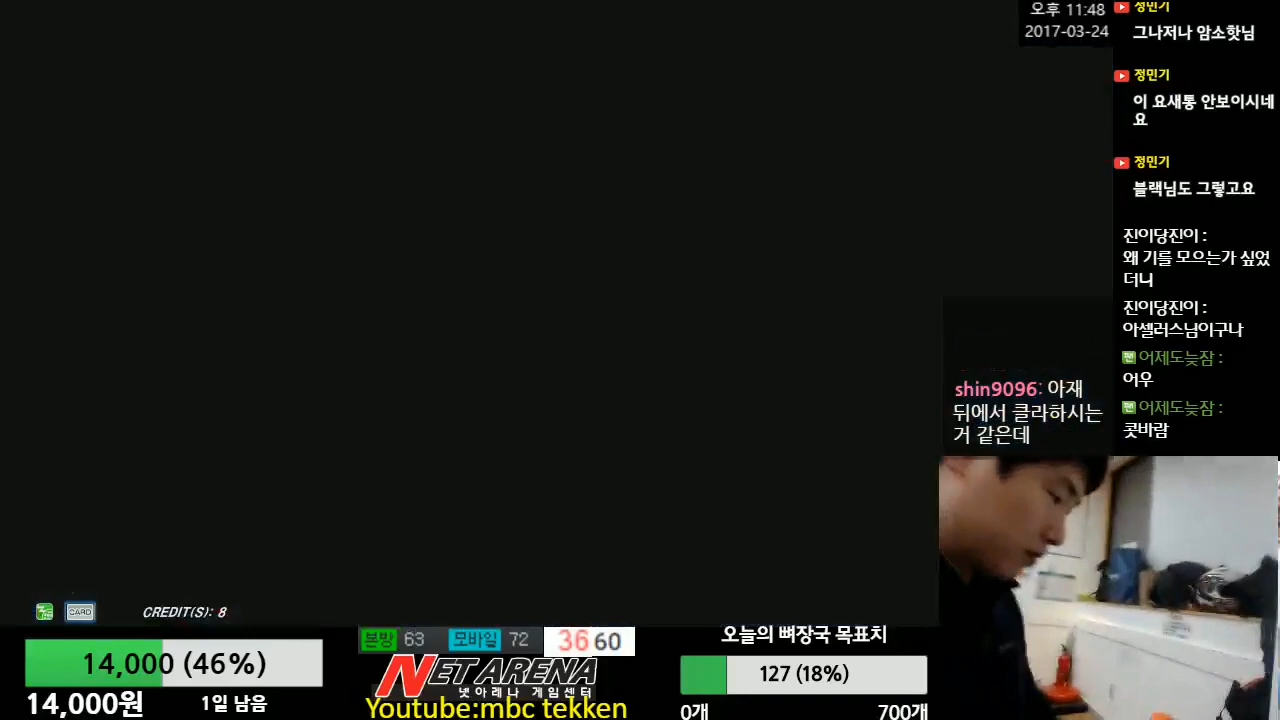 오후 11:48
2017-03-24
정민기
그나저나 암소핫님
정민기
이 요새통 안보이시네
요
정민기
블랙님도 그렇고요
진이당진이 :
왜 기를 모으는가 싶었
더니
진이당진이 :
아셀러스님이구나
팬 어제도늦잠 :
어우
팬 어제도늦잠 :
콧바람
shin9096: 아재
뒤에서 클라하시는
거 같은데
CARD
CREDIT(S): 8
14,000 (46%)
14,000원
1일 남음
본방 63 모바일 72 36 60
NET ARENA
넷아레나 게임센터
Youtube:mbc tekken
오늘의 뼈장국 목표치
127 (18%)
0개
700개